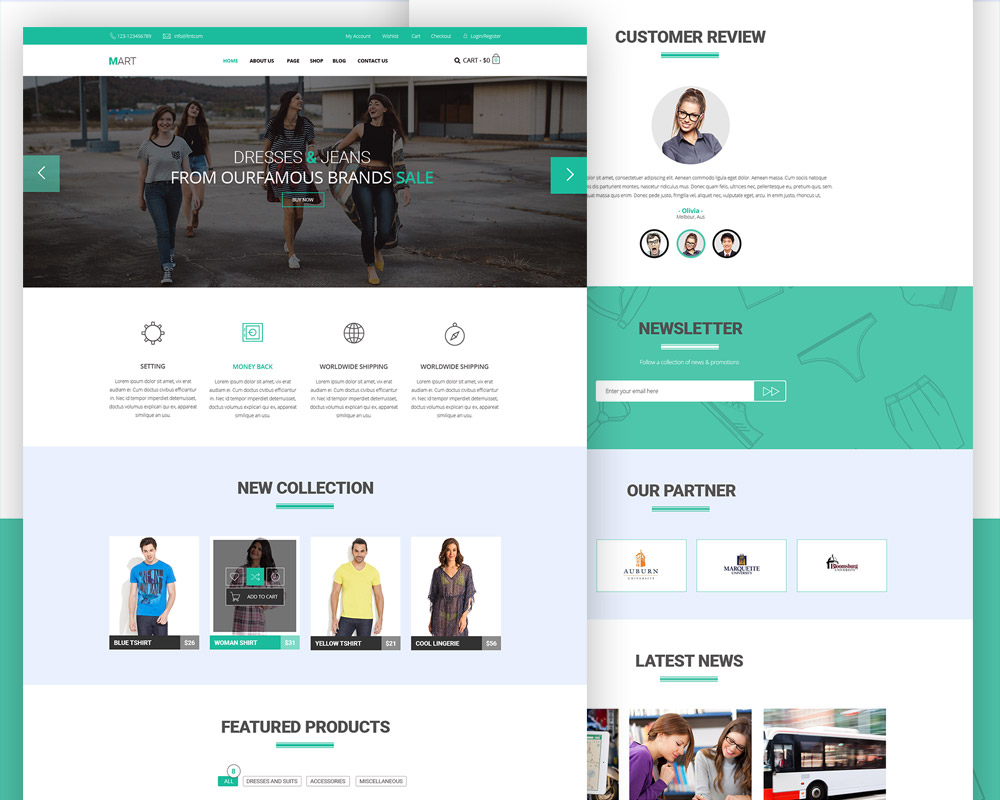 123-123456789
My Account Wishlist Cart Checkout Login/Register
MART
HOME ABOUT US PAGE SHOP BLOG CONTACT US
CART - $0
DRESSES & JEANS
FROM OURFAMOUS BRANDS SALE
BUY NOW
SETTING
Lorem ipsum dolor sit amet, vix erat
audiam ei. Cum doctus civibus efficiantur
in. Nec id tempor imperdiet deterruisset,
doctus volumus explicari qui ex, appareat
similique an usu.
MONEY BACK
Lorem ipsum dolor sit amet, vix erat
audiam ei. Cum doctus civibus efficiantur
in. Nec id tempor imperdiet deterruisset,
doctus volumus explicari qui ex, appareat
similique an usu.
WORLDWIDE SHIPPING
Lorem ipsum dolor sit amet, vix erat
audiam ei. Cum doctus civibus efficiantur
in. Nec id tempor imperdiet deterruisset,
doctus volumus explicari qui ex, appareat
similique an usu.
WORLDWIDE SHIPPING
Lorem ipsum dolor sit amet, vix erat
audiam ei. Cum doctus civibus efficiantur
in. Nec id tempor imperdiet deterruisset,
doctus volumus explicari qui ex, appareat
similique an usu.
NEW COLLECTION
ADD TO CART
BLUE TSHIRT $26
WOMAN SHIRT $31
YELLOW TSHIRT $21
COOL LINGERIE $56
FEATURED PRODUCTS
8
ALL DRESSES AND SUITS ACCESSORIES MISCELLANEOUS
CUSTOMER REVIEW
sit amet, consectetuer adipiscing elit. Aenean commodo ligula eget dolor. Aenean massa. Cum sociis natoque
dis parturient montes, nascetur ridiculus mus. Donec quam felis, ultricies nec, pellentesque eu, pretium quis, sem.
massa quis enim. Donec pede justo, fringilla vel, aliquet nec, vulputate eget, arcu. In enim justo, rhoncus ut,
- Olivia -
Melbour, Aus
NEWSLETTER
Follow a collection of news & promotions
Enter your email here
OUR PARTNER
AUBURN
UNIVERSITY
MARQUETTE
UNIVERSITY
Bloomsburg
UNIVERSITY
LATEST NEWS